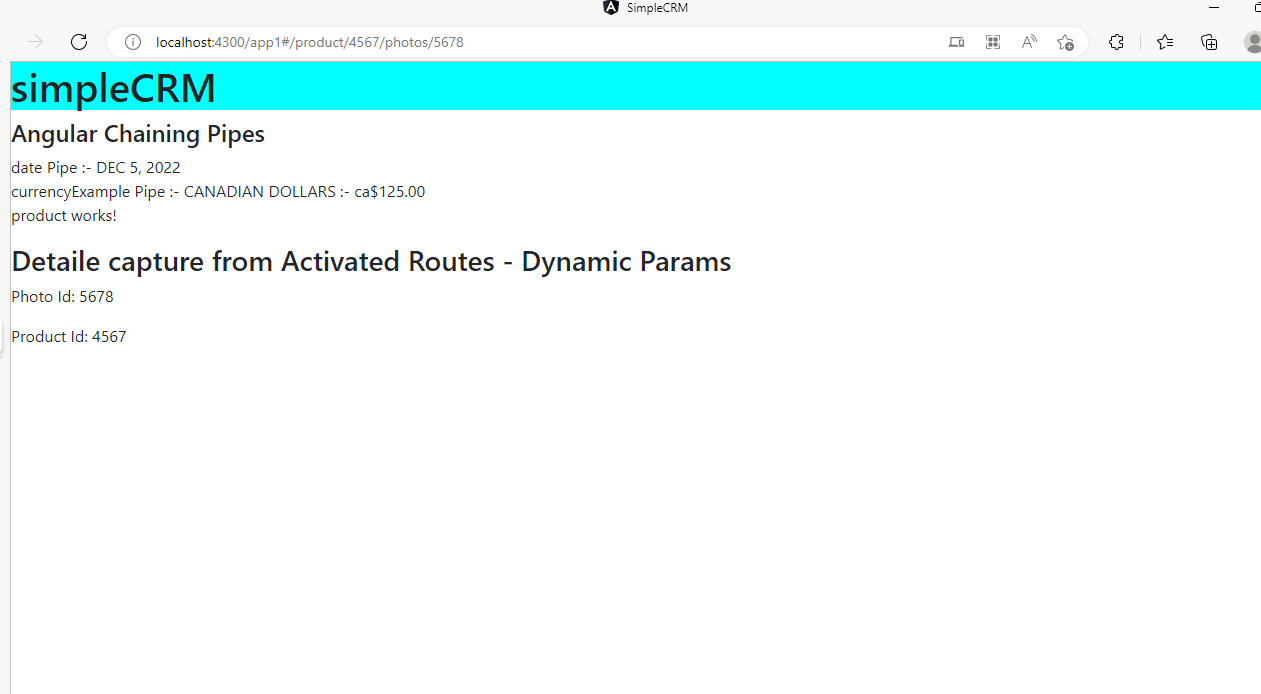 SimpleCRM
localhost:4300/app1#/product/4567/photos/5678
simpleCRM
Angular Chaining Pipes
date Pipe :- DEC 5, 2022
currencyExample Pipe :- CANADIAN DOLLARS :- ca$125.00
product works!
Detaile capture from Activated Routes - Dynamic Params
Photo Id: 5678
Product Id: 4567